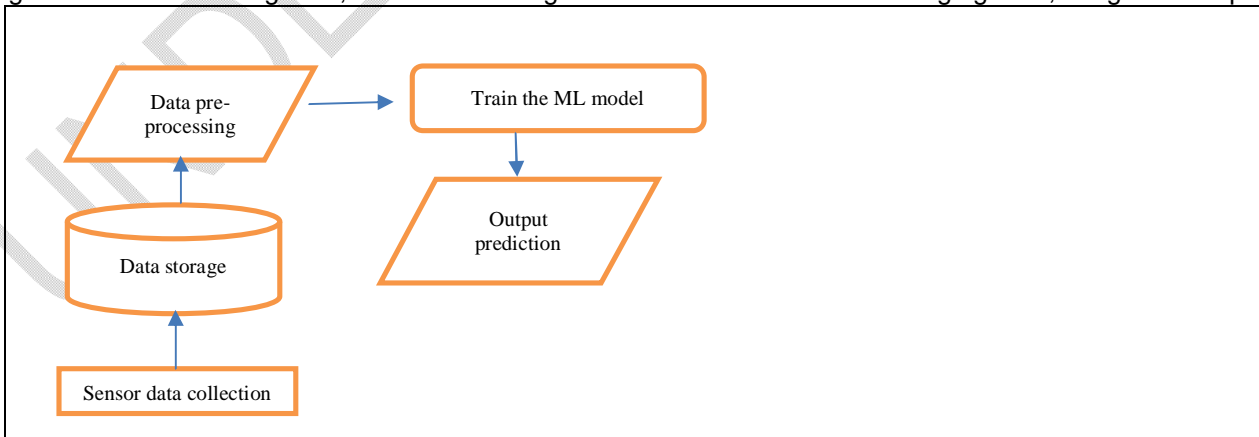 Data pre-
processing
Train the ML model
Output
prediction
Data storage
Sensor data collection